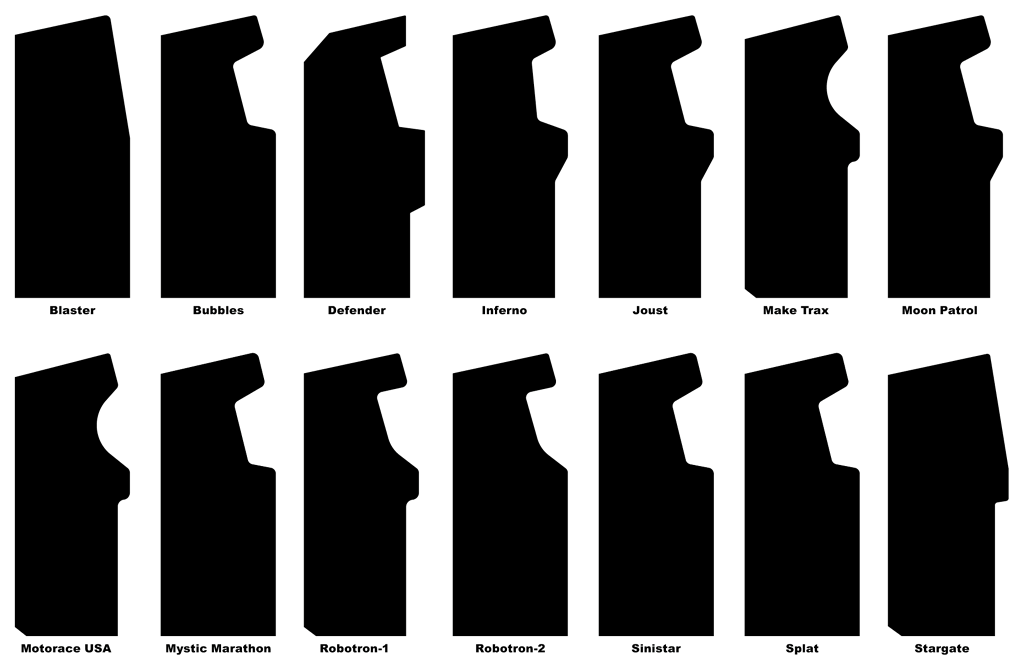 Blaster
Bubbles
Defender
Inferno
Joust
Make Trax
Moon Patrol
Motorace USA
Mystic Marathon
Robotron-1
Robotron-2
Sinistar
Splat
Stargate